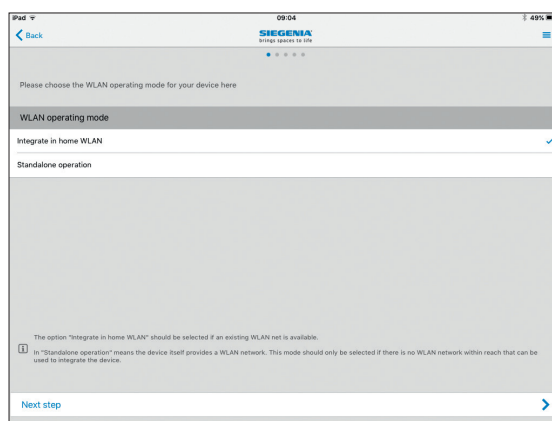 iPad 09:04 49%
Back
SIEGENIA
brings spaces to life
Please choose the WLAN operating mode for your device here
WLAN operating mode
Integrate in home WLAN
Standalone operation
The option "Integrate in home WLAN" should be selected if an existing WLAN net is available.
In "Standalone operation" means the device itself provides a WLAN network. This mode should only be selected if there is no WLAN network within reach that can be
used to integrate the device.
Next step